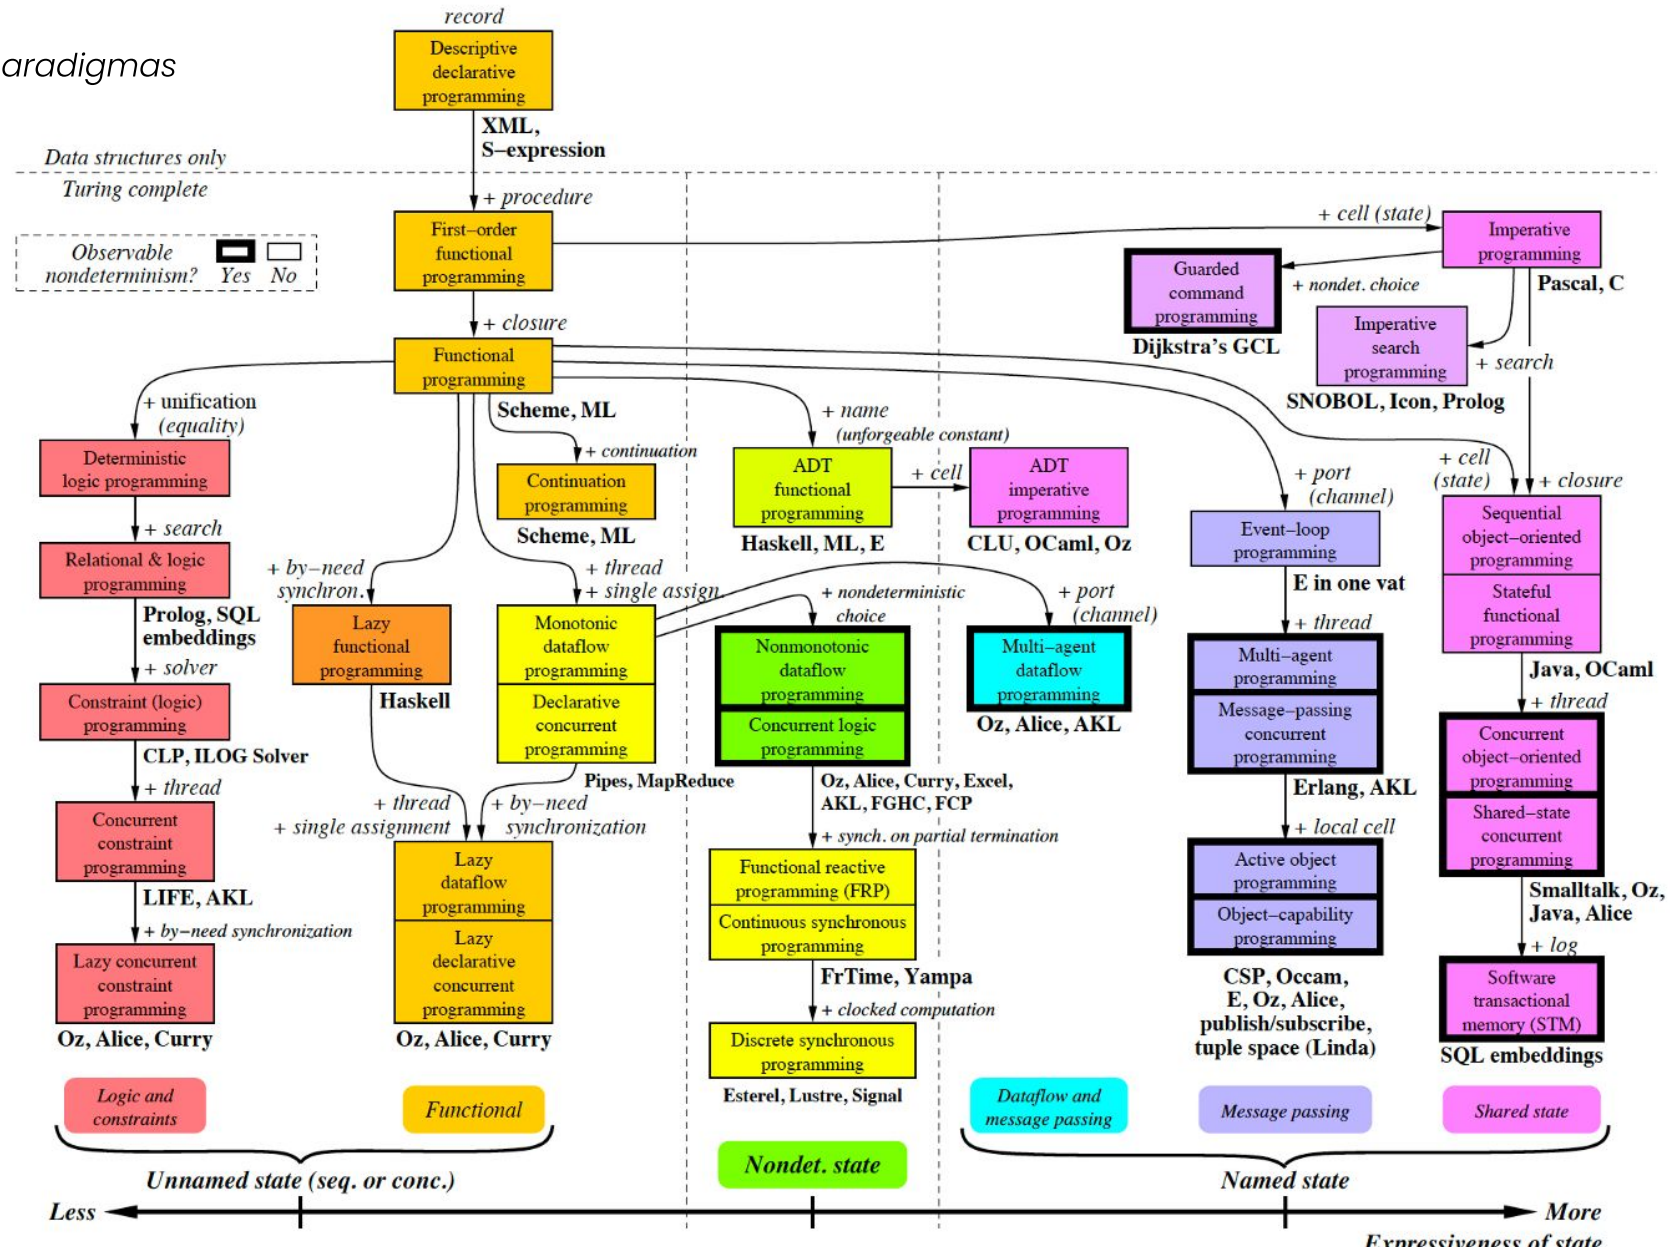 aradigmas
record
Descriptive
declarative
programming
XML,
S−expression
Data structures only
Turing complete
+ procedure
Observable
nondeterminism?
Yes
No
First−order
functional
programming
+ cell (state)
Imperative
programming
Pascal, C
Guarded
command
programming
+ nondet. choice
Dijkstra's GCL
Imperative
search
programming
+ search
SNOBOL, Icon, Prolog
+ closure
Functional
programming
Scheme, ML
+ unification
(equality)
Deterministic
logic programming
+ search
Relational & logic
programming
Prolog, SQL
embeddings
+ solver
Constraint (logic)
programming
CLP, ILOG Solver
+ thread
Concurrent
constraint
programming
LIFE, AKL
+ by−need synchronization
Lazy concurrent
constraint
programming
Oz, Alice, Curry
+ continuation
Continuation
programming
Scheme, ML
+ by−need
synchron.
Lazy
functional
programming
Haskell
+ thread
+ single assign.
Monotonic
dataflow
programming
Declarative
concurrent
programming
Pipes, MapReduce
+ thread
+ single assignment
+ by−need
synchronization
Lazy
dataflow
programming
Lazy
declarative
concurrent
programming
Oz, Alice, Curry
+ name
(unforgeable constant)
ADT
functional
programming
Haskell, ML, E
+ cell
ADT
imperative
programming
CLU, OCaml, Oz
+ nondeterministic
choice
Nonmonotonic
dataflow
programming
Concurrent logic
programming
Oz, Alice, Curry, Excel,
AKL, FGHC, FCP
+ synch. on partial termination
Functional reactive
programming (FRP)
Continuous synchronous
programming
FrTime, Yampa
+ clocked computation
Discrete synchronous
programming
Esterel, Lustre, Signal
+ port
(channel)
Multi−agent
dataflow
programming
Oz, Alice, AKL
+ port
(channel)
Event−loop
programming
E in one vat
+ thread
Multi−agent
programming
Message−passing
concurrent
programming
Erlang, AKL
+ local cell
Active object
programming
Object−capability
programming
CSP, Occam,
E, Oz, Alice,
publish/subscribe,
tuple space (Linda)
+ cell
(state)
+ closure
Sequential
object−oriented
programming
Stateful
functional
programming
Java, OCaml
+ thread
Concurrent
object−oriented
programming
Shared−state
concurrent
programming
Smalltalk, Oz,
Java, Alice
+ log
Software
transactional
memory (STM)
SQL embeddings
Logic and
constraints
Functional
Dataflow and
message passing
Message passing
Shared state
Unnamed state (seq. or conc.)
Nondet. state
Named state
Less
More
Expressiveness of state